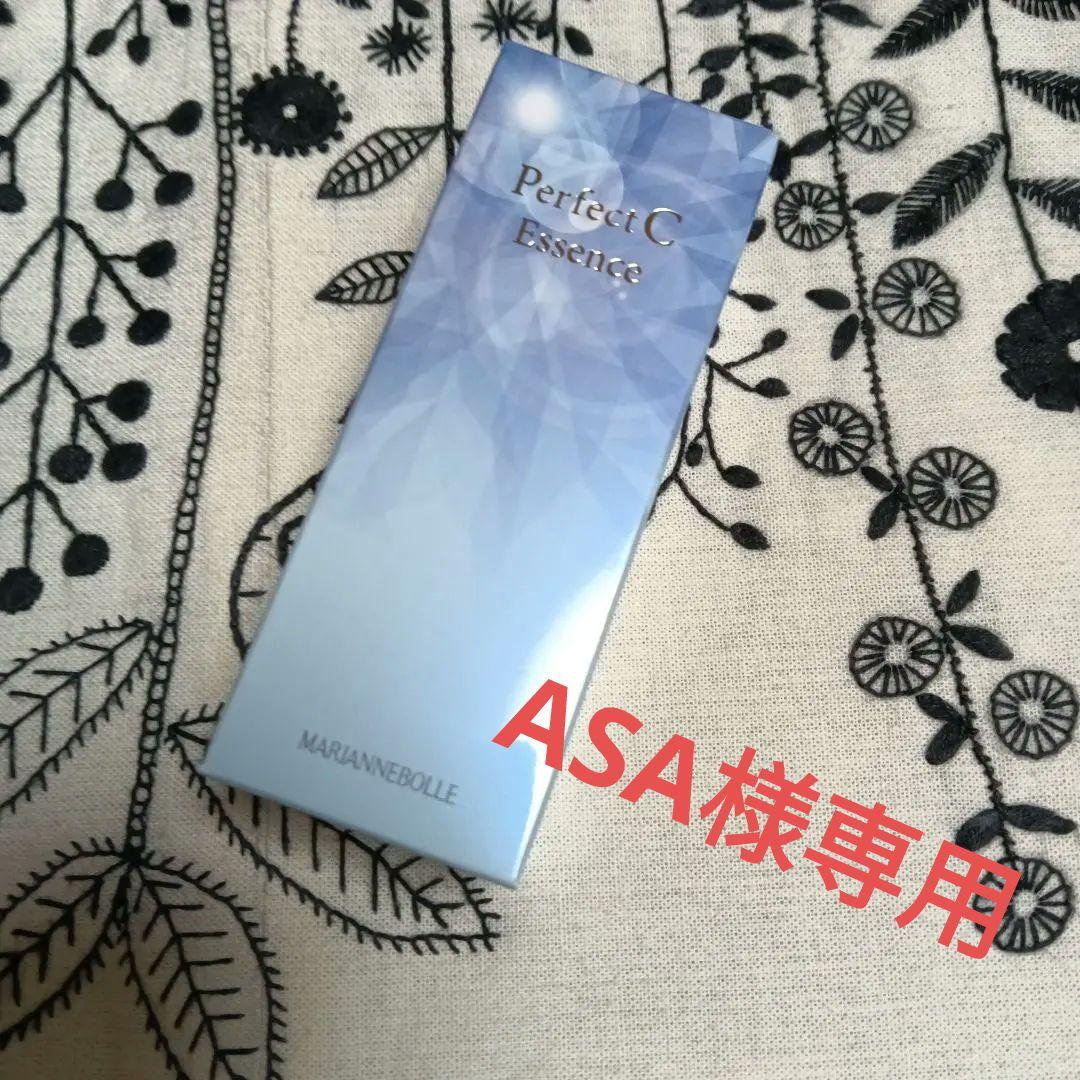 Perfect C
Essence
MARIANNEBOLLE
ASA様専用